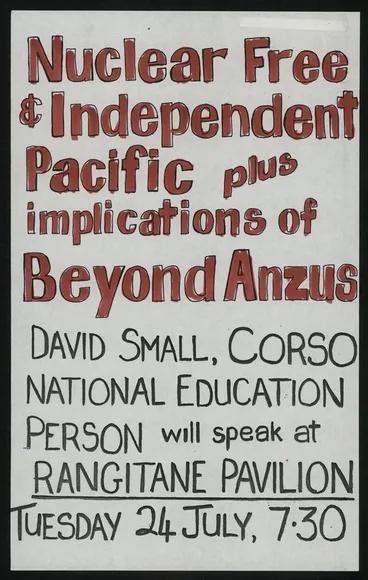 Nuclear Free
& Independent
Pacific plus
implications of
Beyond Anzus
DAVID SMALL, CORSO
NATIONAL EDUCATION
PERSON will speak at
RANGITANE PAVILION
TUESDAY 24 JULY, 7·30